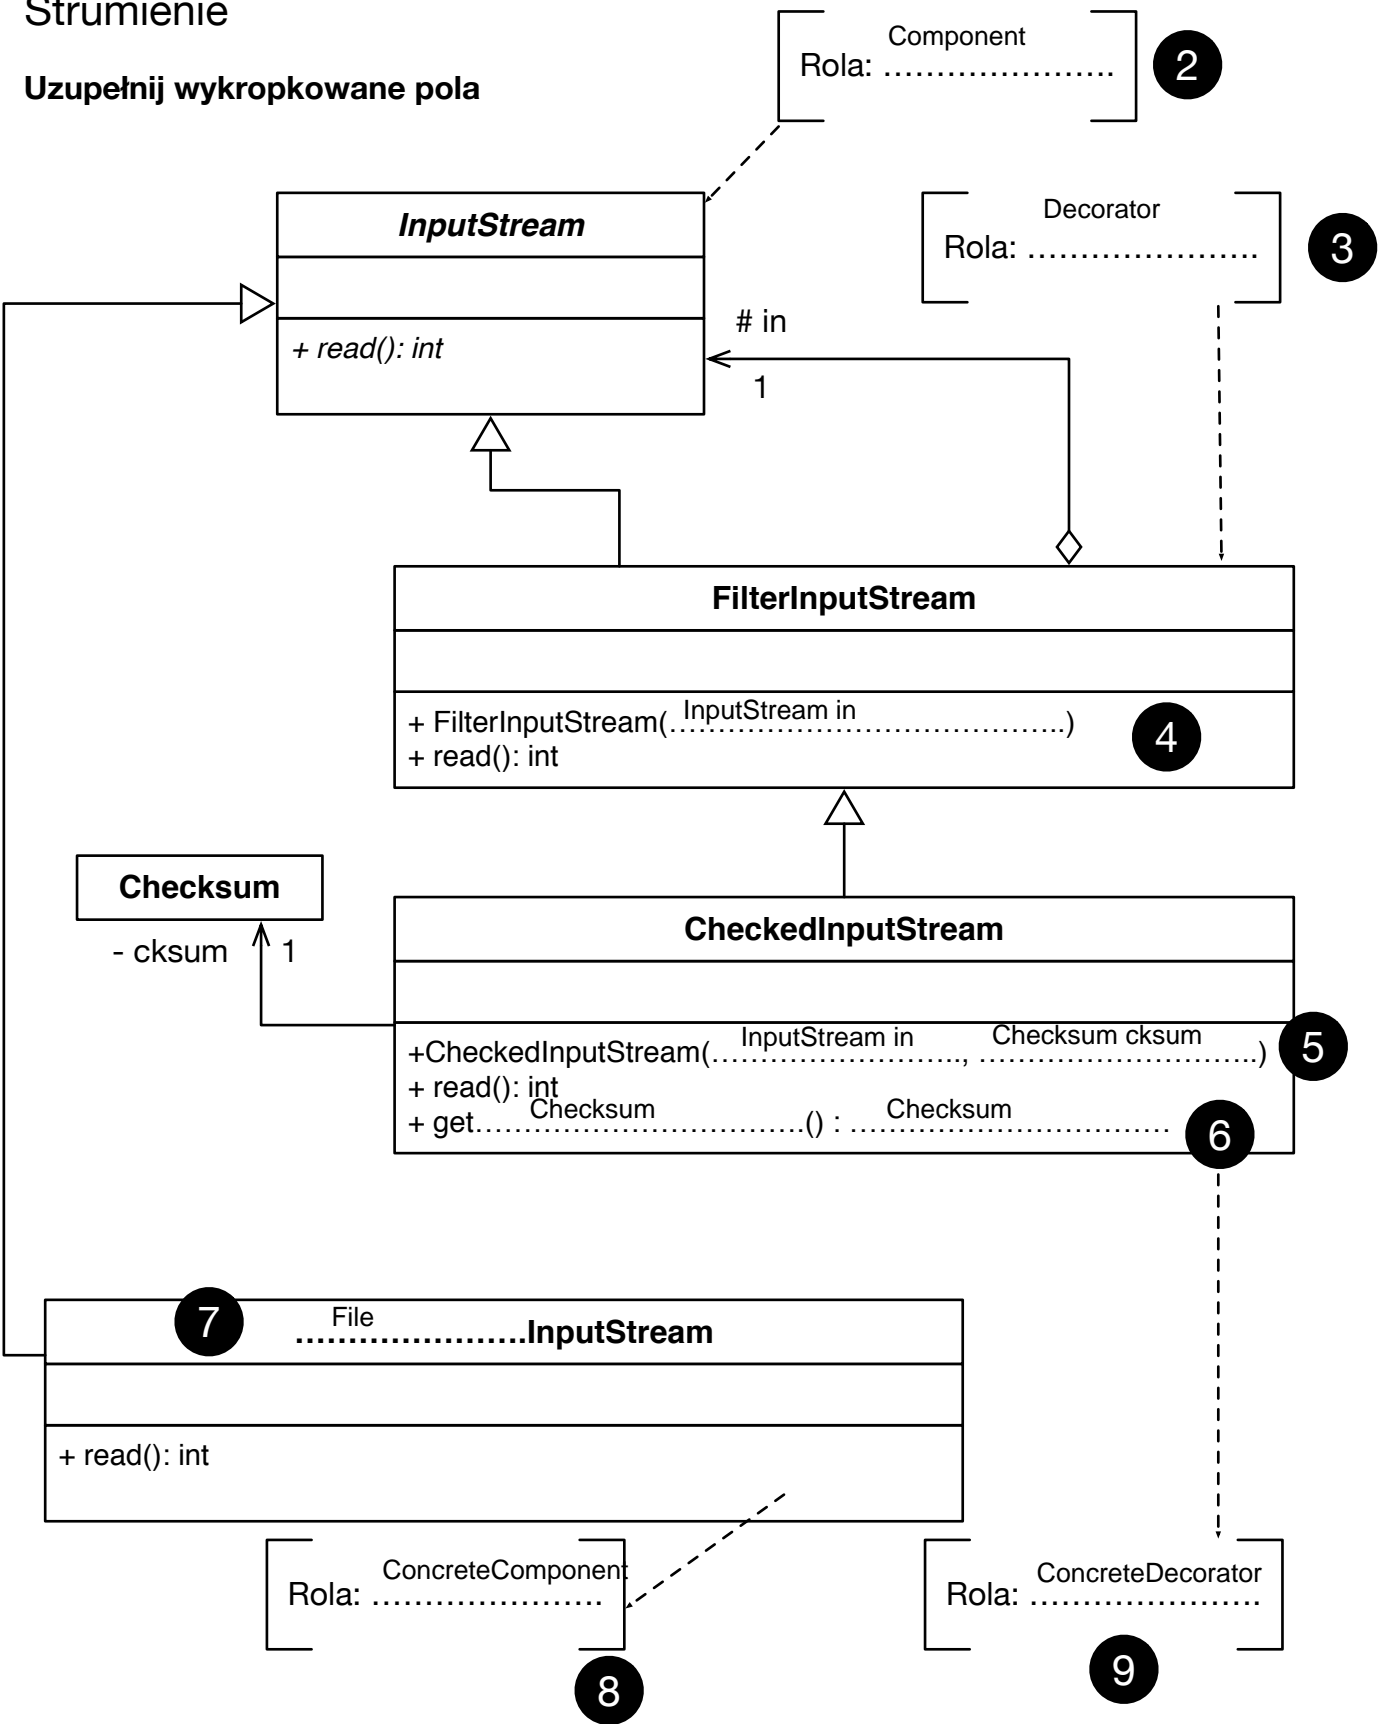 Strumienie
Uzupełnij wykropkowane pola
Component
Rola: ......................
2
Decorator
Rola: ......................
3
InputStream
+ read(): int
# in
1
FilterInputStream
InputStream in
+ FilterInputStream(..........................................)
+ read(): int
4
Checksum
- cksum
1
CheckedInputStream
InputStream in Checksum cksum
+CheckedInputStream(.........................., .............................)
5
+ read(): int
Checksum Checksum
+ get..................................() : .................................
6
7
File
......................InputStream
+ read(): int
ConcreteComponent
Rola: ......................
8
ConcreteDecorator
Rola: ......................
9